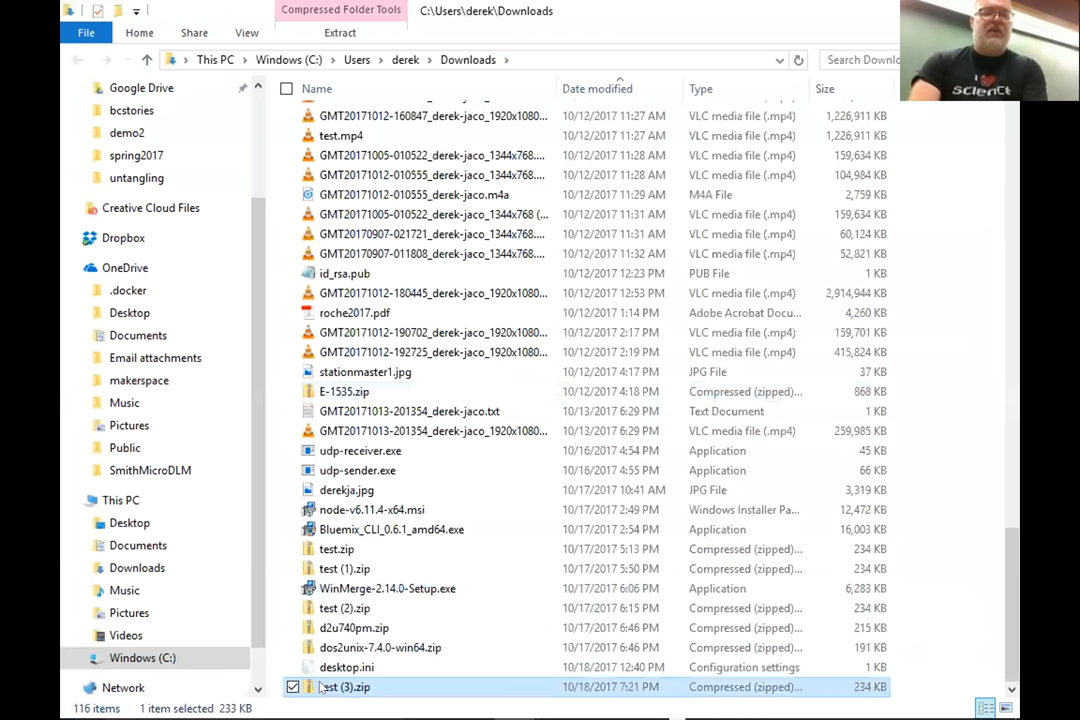 Compressed Folder Tools
C:\Users\derek\Downloads
File
Home
Share
View
Extract
This PC
Windows (C:)
Users
derek
Downloads
Search Downlo
Name
Date modified
Type
Size
GMT20171012-160847_derek-jaco_1920x1080... 10/12/2017 11:27 AM VLC media file (.mp4) 1,226,911 KB
test.mp4 10/12/2017 11:27 AM VLC media file (.mp4) 1,226,911 KB
GMT20171005-010522_derek-jaco_1344x768.... 10/12/2017 11:28 AM VLC media file (.mp4) 159,634 KB
GMT20171012-010555_derek-jaco_1344x768.... 10/12/2017 11:28 AM VLC media file (.mp4) 104,984 KB
GMT20171012-010555_derek-jaco.m4a 10/12/2017 11:29 AM M4A File 2,759 KB
GMT20171005-010522_derek-jaco_1344x768 (... 10/12/2017 11:31 AM VLC media file (.mp4) 159,634 KB
GMT20170907-021721_derek-jaco_1344x768.... 10/12/2017 11:31 AM VLC media file (.mp4) 60,124 KB
GMT20170907-011808_derek-jaco_1344x768.... 10/12/2017 11:32 AM VLC media file (.mp4) 52,821 KB
id_rsa.pub 10/12/2017 12:23 PM PUB File 1 KB
GMT20171012-180445_derek-jaco_1920x1080... 10/12/2017 12:53 PM VLC media file (.mp4) 2,914,944 KB
roche2017.pdf 10/12/2017 1:14 PM Adobe Acrobat Docu... 4,260 KB
GMT20171012-190702_derek-jaco_1920x1080... 10/12/2017 2:17 PM VLC media file (.mp4) 159,701 KB
GMT20171012-192725_derek-jaco_1920x1080... 10/12/2017 2:19 PM VLC media file (.mp4) 415,824 KB
stationmaster1.jpg 10/12/2017 4:17 PM JPG File 37 KB
E-1535.zip 10/12/2017 4:18 PM Compressed (zipped)... 868 KB
GMT20171013-201354_derek-jaco.txt 10/13/2017 6:29 PM Text Document 1 KB
GMT20171013-201354_derek-jaco_1920x1080... 10/13/2017 6:29 PM VLC media file (.mp4) 259,985 KB
udp-receiver.exe 10/16/2017 4:55 PM Application 45 KB
udp-sender.exe 10/16/2017 4:55 PM Application 66 KB
derekja.jpg 10/17/2017 10:41 AM JPG File 3,319 KB
node-v6.11.4-x64.msi 10/17/2017 2:49 PM Windows Installer Pa... 12,472 KB
Bluemix_CLI_0.6.1_amd64.exe 10/17/2017 2:54 PM Application 16,003 KB
test.zip 10/17/2017 5:13 PM Compressed (zipped)... 234 KB
test (1).zip 10/17/2017 5:50 PM Compressed (zipped)... 234 KB
WinMerge-2.14.0-Setup.exe 10/17/2017 6:06 PM Application 6,283 KB
test (2).zip 10/17/2017 6:15 PM Compressed (zipped)... 234 KB
d2u740pm.zip 10/17/2017 6:46 PM Compressed (zipped)... 215 KB
dos2unix-7.4.0-win64.zip 10/17/2017 6:46 PM Compressed (zipped)... 191 KB
desktop.ini 10/18/2017 12:40 PM Configuration settings 1 KB
est (3).zip 10/18/2017 7:21 PM Compressed (zipped)... 234 KB
Google Drive
bcstories
demo2
spring2017
untangling
Creative Cloud Files
Dropbox
OneDrive
.docker
Desktop
Documents
Email attachments
makerspace
Music
Pictures
Public
SmithMicroDLM
This PC
Desktop
Documents
Downloads
Music
Pictures
Videos
Windows (C:)
Network
116 items
1 item selected 233 KB
I
science